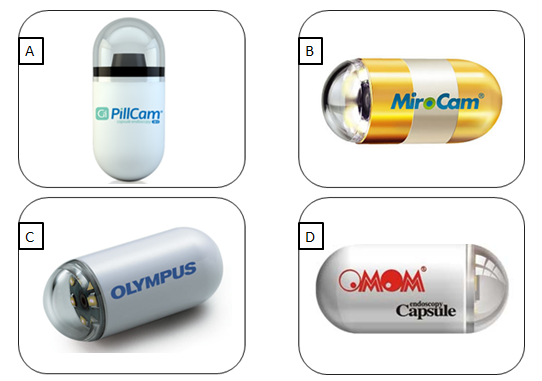 A
PillCam
B
MiroCam®
C
OLYMPUS
D
OMOM®
endoscopy
Capsule